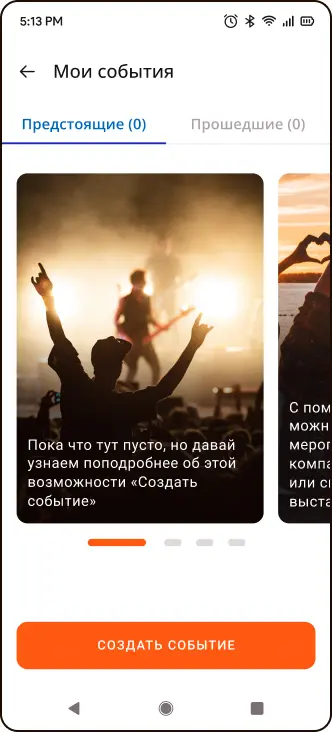 5:13 PM
Мои события
Предстоящие (0)
Прошедшие (0)
Пока что тут пусто, но давай
узнаем поподробнее об этой
возможности «Создать
событие»
С пом
можн
мерог
компа
или с
выста
СОЗДАТЬ СОБЫТИЕ